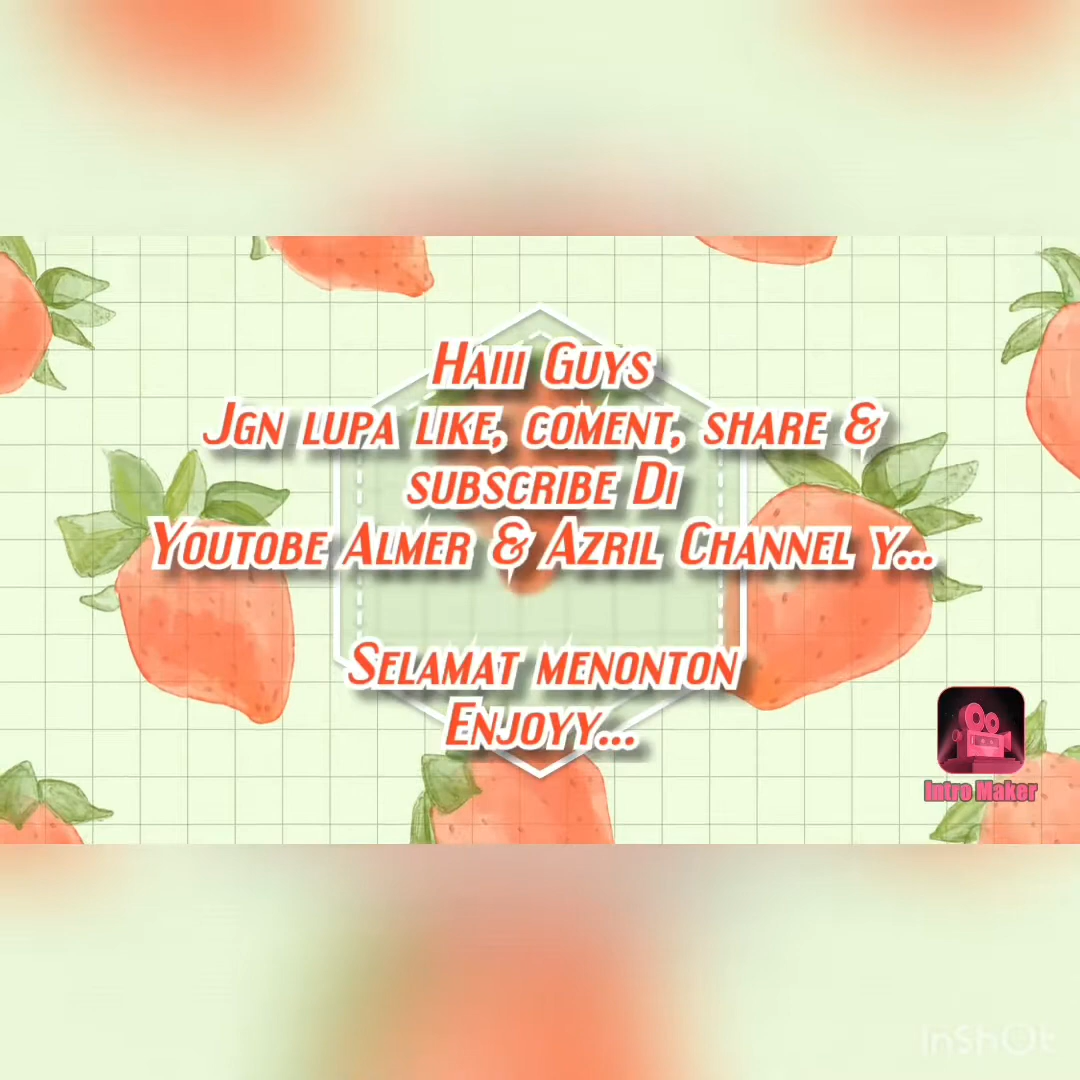 Haiii Guys
Jgn lupa like, coment, share &
subscribe Di
Youtobe Almer & Azril Channel y...
Selamat menonton
Enjoyy...
Intro Maker
InShOt